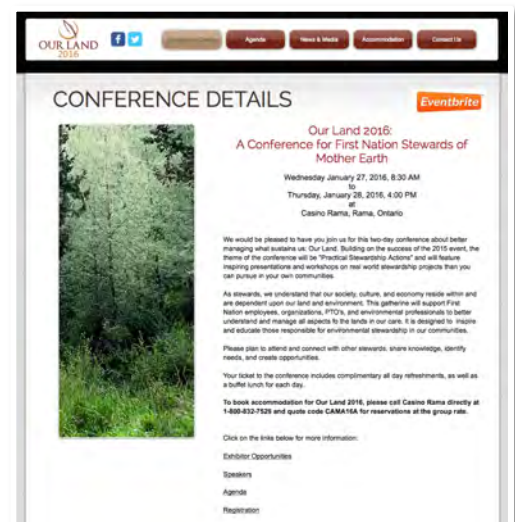 OUR LAND
2016
Agenda
News & Media
Accommodation
Contact Us
CONFERENCE DETAILS
Eventbrite
Our Land 2016:
A Conference for First Nation Stewards of
Mother Earth
Wednesday January 27, 2016, 8:30 AM
to
Thursday, January 28, 2016, 4:00 PM
at
Casino Rama, Rama, Ontario
We would be pleased to have you join us for this two-day conference about better
managing what sustains us: Our Land. Building on the success of the 2015 event, the
theme of the conference will be "Practical Stewardship Actions" and will feature
inspiring presentations and workshops on real world stewardship projects than you
can pursue in your own communities.
As stewards, we understand that our society, culture, and economy reside within and
are dependent upon our land and environment. This gatherine will support First
Nation employees, organizations, PTO's, and environmental professionals to better
understand and manage all aspects fo the lands in our care. It is designed to inspire
and educate those responsible for environmental stewardship in our communities.
Please plan to attend and connect with other stewards, share knowledge, identify
needs, and create opportunities.
Your ticket to the conference includes complimentary all day refreshments, as well as
a buffet lunch for each day.
To book accommodation for Our Land 2016, please call Casino Rama directly at
1-800-832-7529 and quote code CAMA16A for reservations at the group rate.
Click on the links below for more information:
Exhibitor Opportunities
Speakers
Agenda
Registration